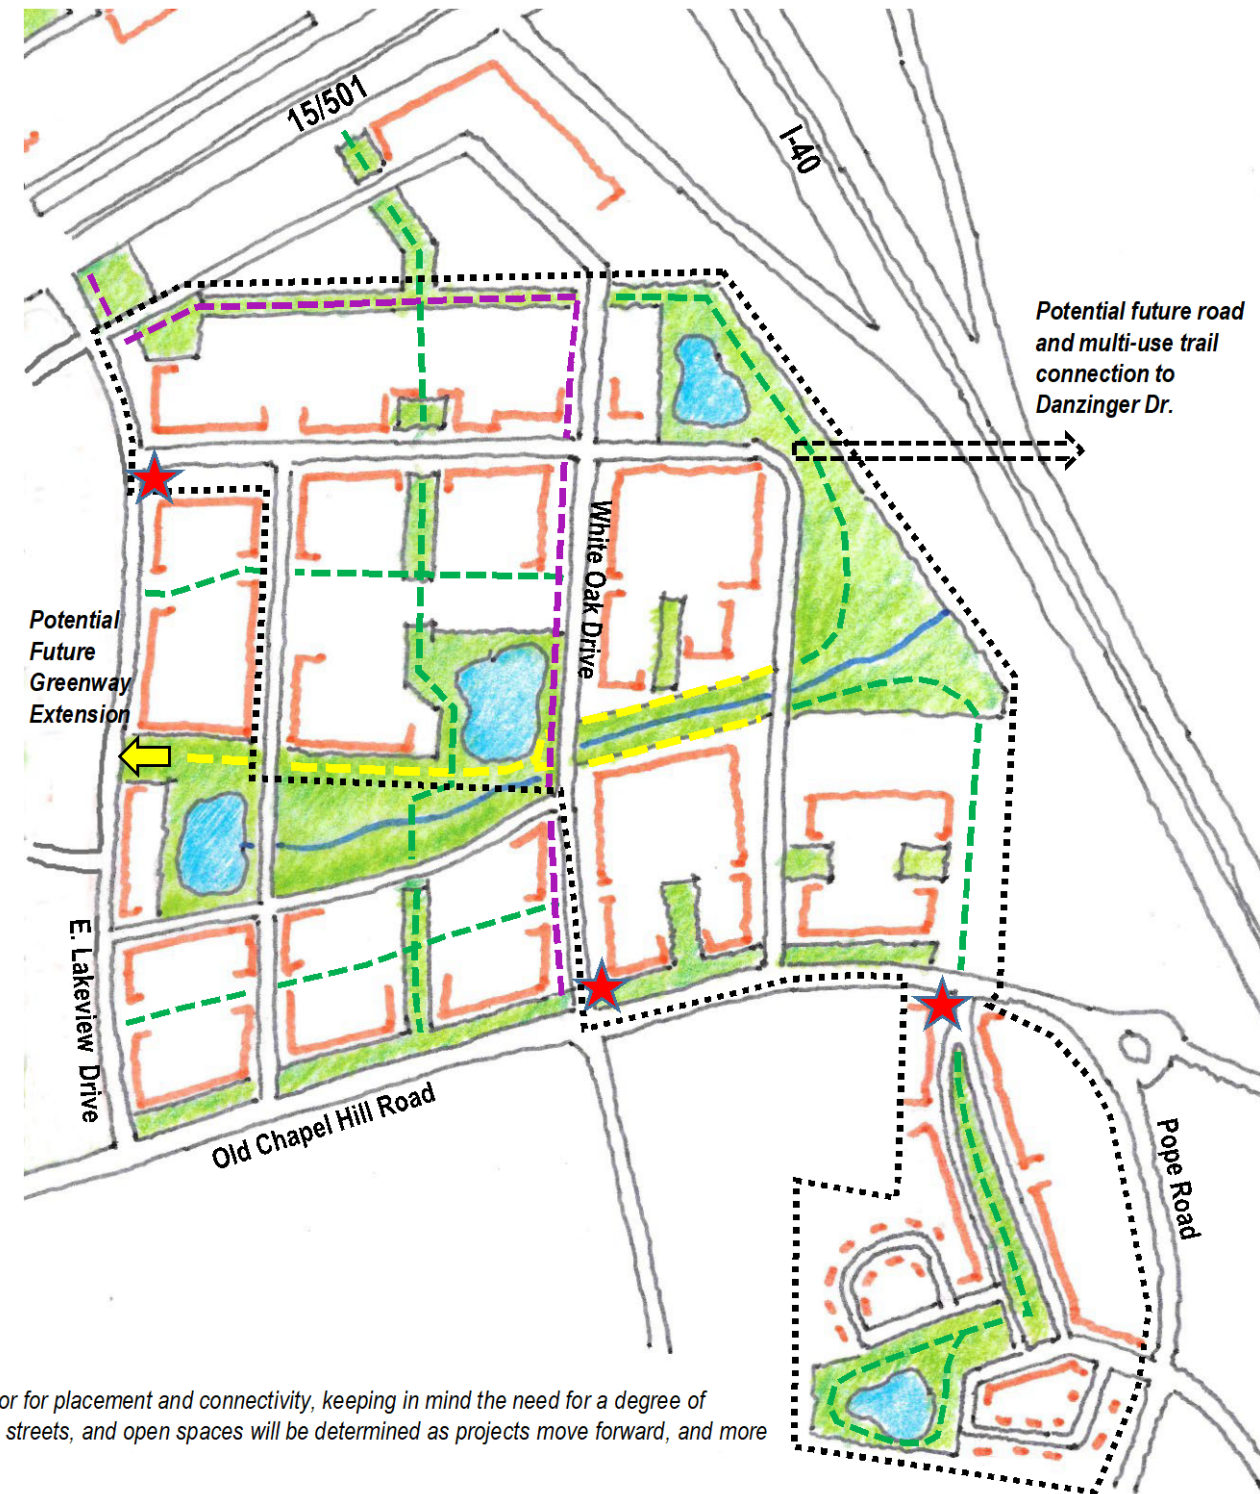 15/501
I-40
Potential future road
and multi-use trail
connection to
Danzinger Dr.
White Oak Drive
Potential
Future
Greenway
Extension
E. Lakeview Drive
Old Chapel Hill Road
Pope Road
or for placement and connectivity, keeping in mind the need for a degree of
streets, and open spaces will be determined as projects move forward, and more